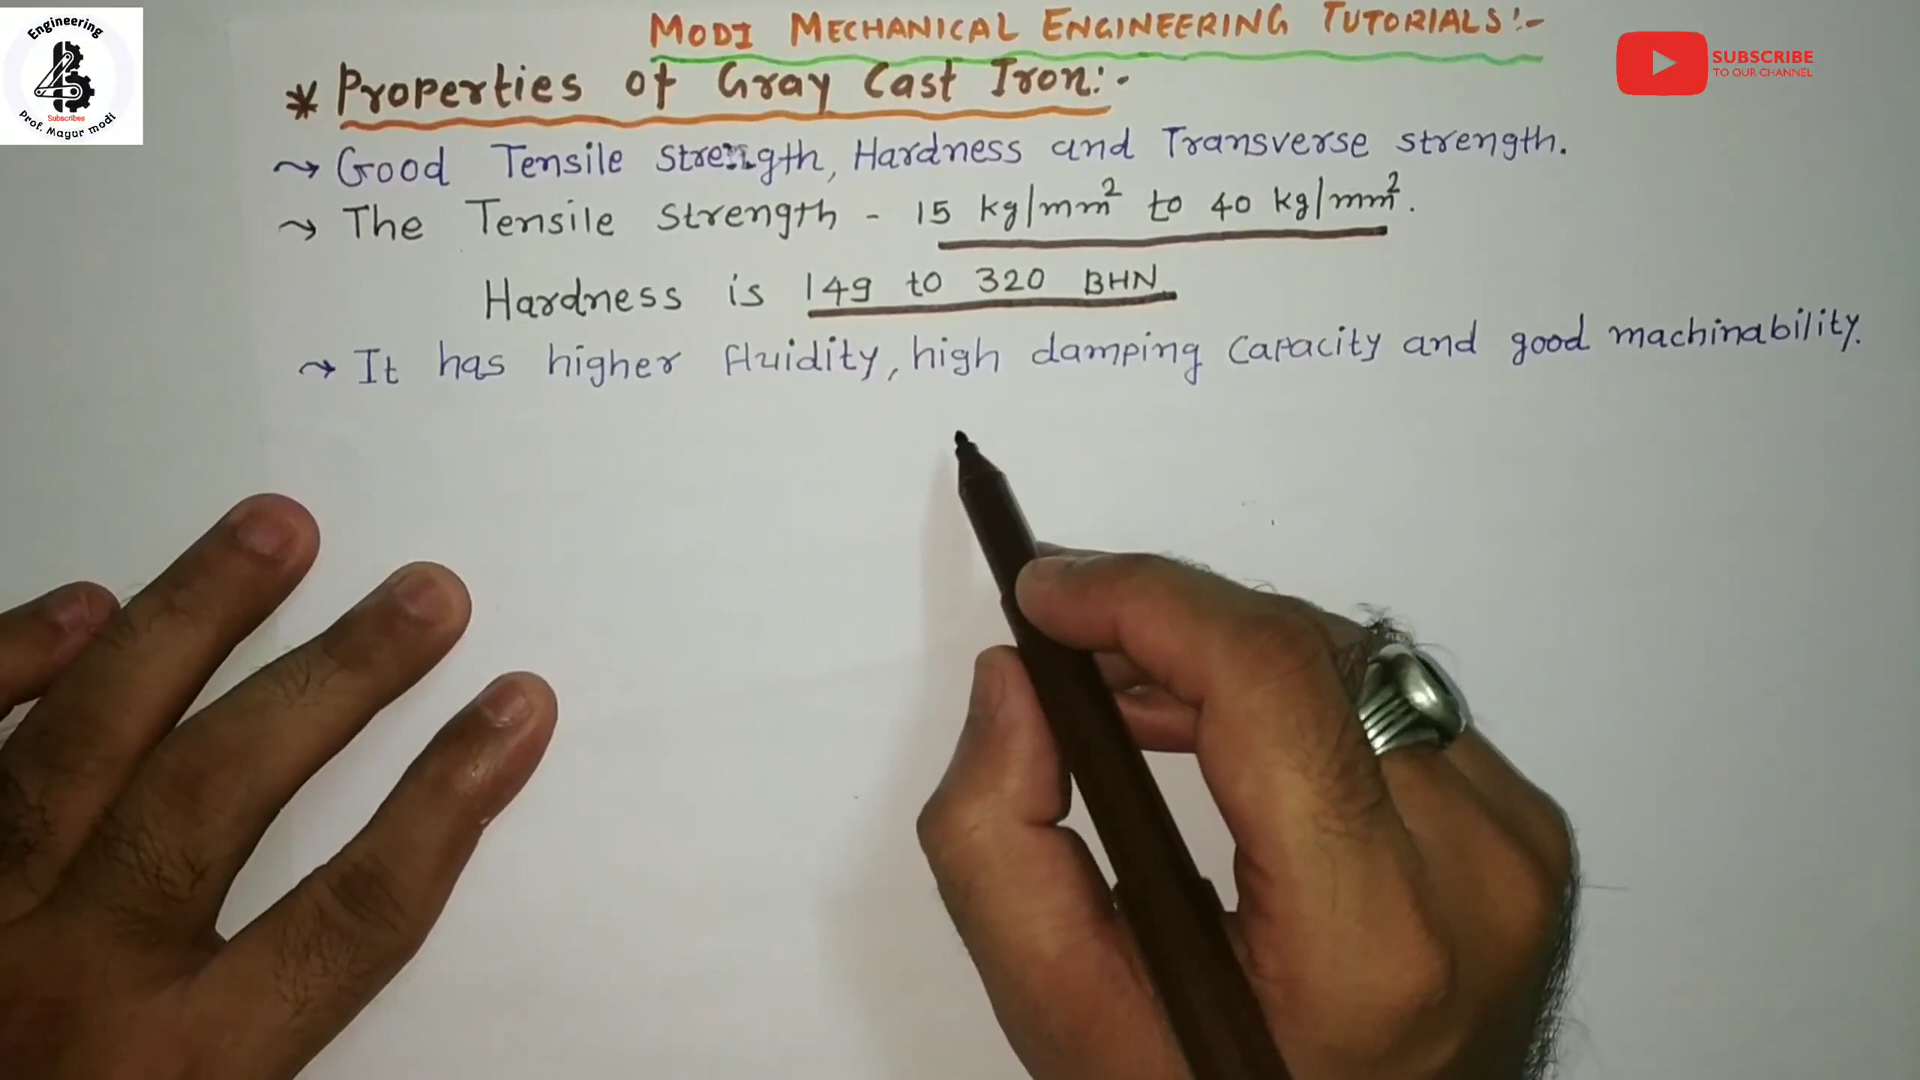 Engineering
Subscribes
Prof. Mayur modi
MODI MECHANICAL ENGINEERING TUTORIALS:-
SUBSCRIBE
TO OUR CHANNEL
* Properties of Gray Cast Iron:-
~> Good Tensile Strength, Hardness and Transverse strength.
~> The Tensile Strength - 15 kg/mm² to 40 kg/mm².
Hardness is 149 to 320 BHN
~> It has higher fluidity, high damping capacity and good machinability.